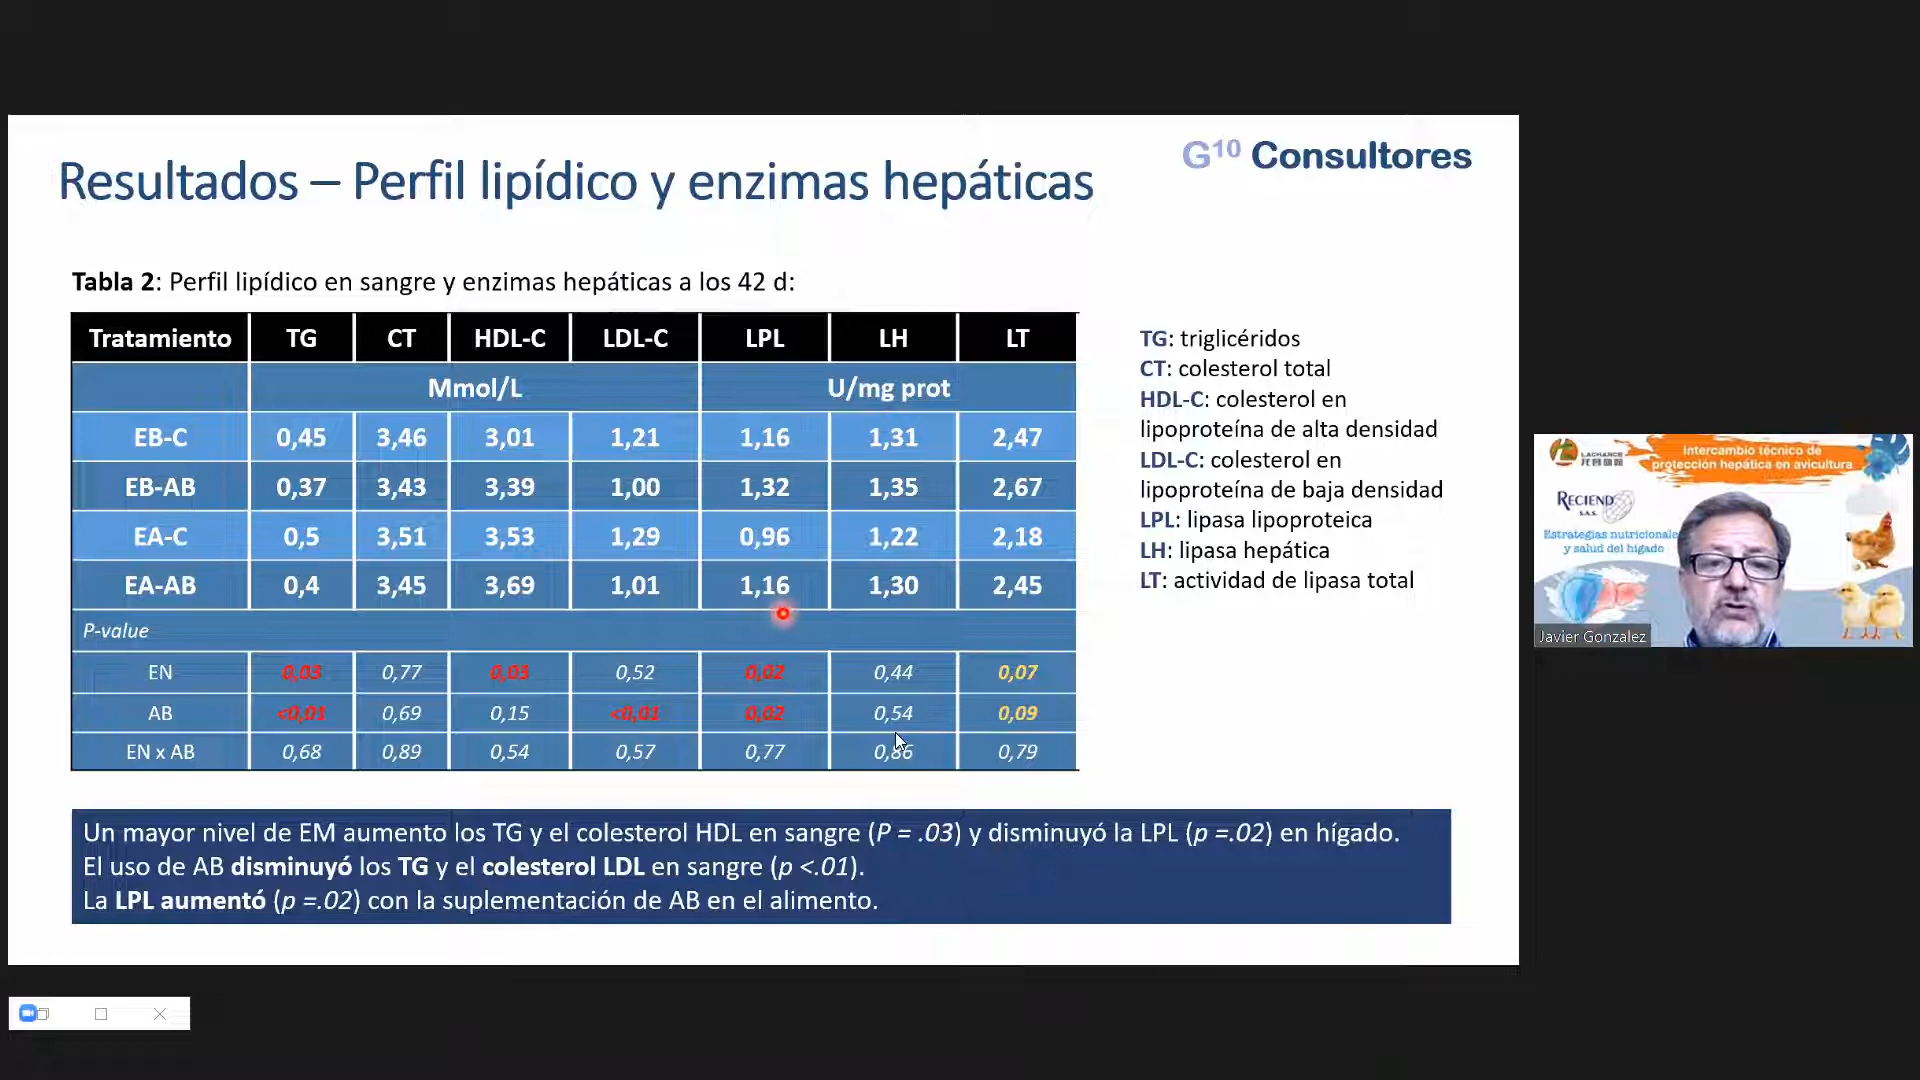 G10 Consultores
Resultados – Perfil lipídico y enzimas hepáticas
Tabla 2: Perfil lipídico en sangre y enzimas hepáticas a los 42 d:
Tratamiento TG CT HDL-C LDL-C LPL LH LT
Mmol/L U/mg prot
EB-C 0,45 3,46 3,01 1,21 1,16 1,31 2,47
EB-AB 0,37 3,43 3,39 1,00 1,32 1,35 2,67
EA-C 0,5 3,51 3,53 1,29 0,96 1,22 2,18
EA-AB 0,4 3,45 3,69 1,01 1,16 1,30 2,45
P-value
EN 0,03 0,77 0,03 0,52 0,02 0,44 0,07
AB <0,01 0,69 0,15 <0,01 0,02 0,54 0,09
EN x AB 0,68 0,89 0,54 0,57 0,77 0,86 0,79
TG: triglicéridos
CT: colesterol total
HDL-C: colesterol en
lipoproteína de alta densidad
LDL-C: colesterol en
lipoproteína de baja densidad
LPL: lipasa lipoproteica
LH: lipasa hepática
LT: actividad de lipasa total
Un mayor nivel de EM aumento los TG y el colesterol HDL en sangre (P = .03) y disminuyó la LPL (p =.02) en hígado.
El uso de AB disminuyó los TG y el colesterol LDL en sangre (p <.01).
La LPL aumentó (p =.02) con la suplementación de AB en el alimento.
LACHANCE
Intercambio técnico de
protección hepática en avicultura
RECIEND
S.A.S.
Estrategias nutricionales
y salud del hígado
Javier Gonzalez